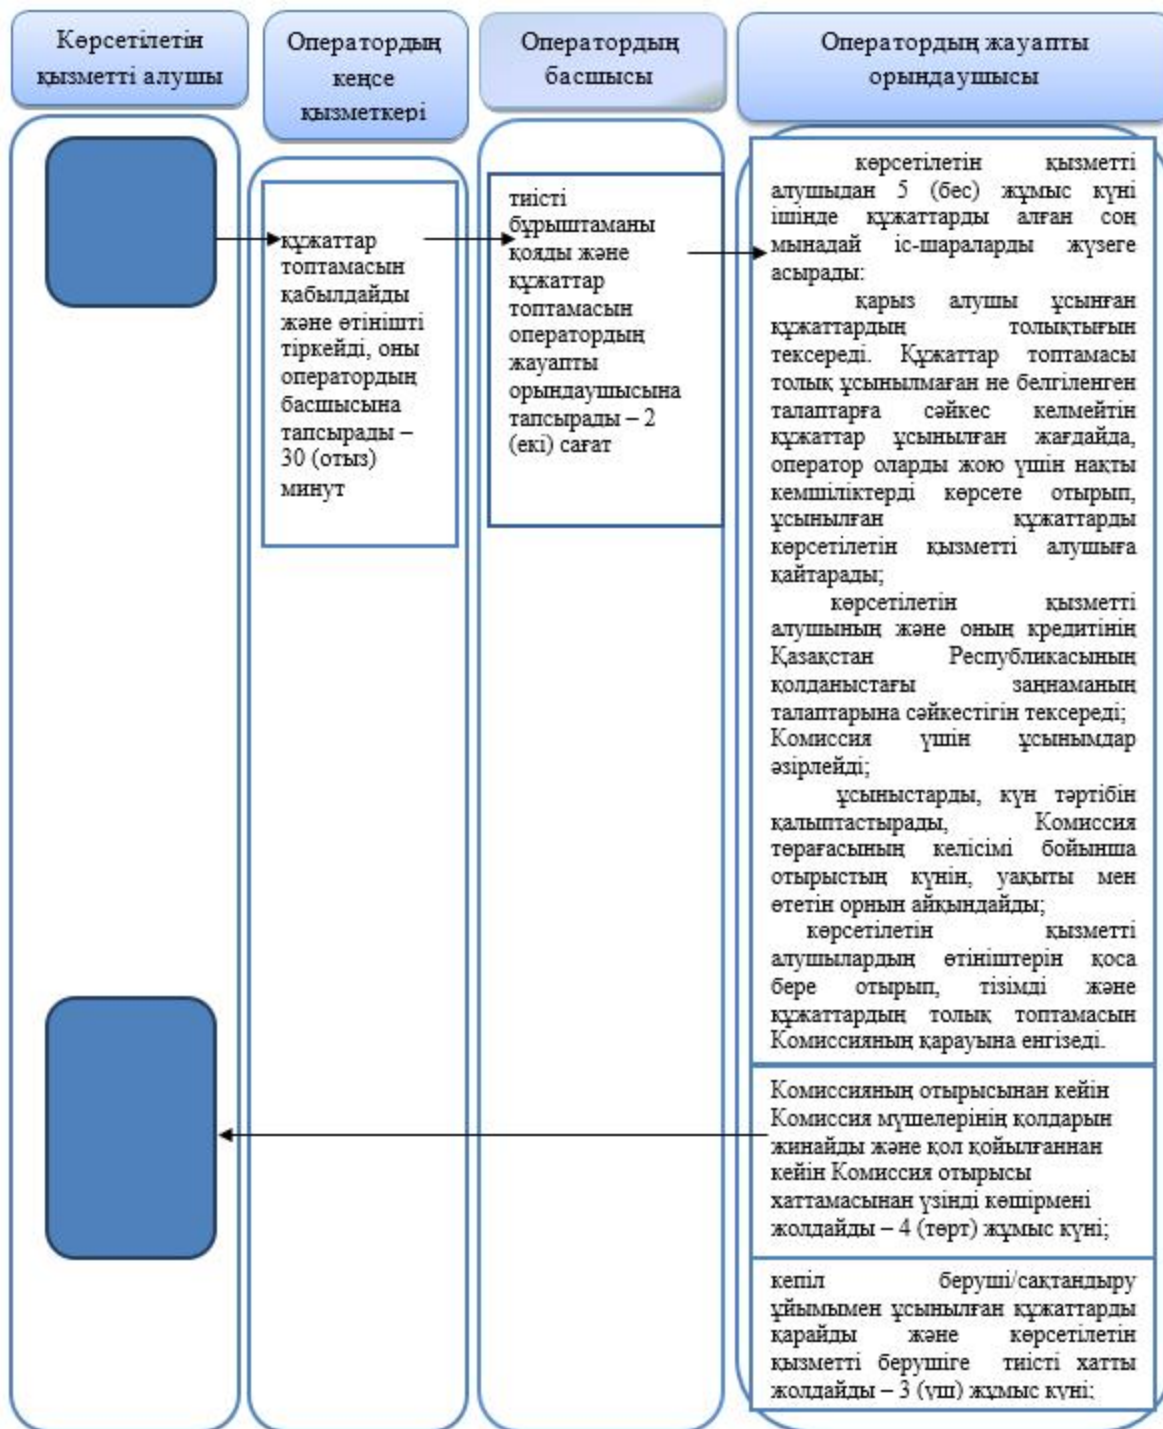 Көрсетілетін
қызметті алушы
Оператордың
кеңсе
қызметкері
Оператордың
басшысы
Оператордың жауапты
орындаушысы
құжаттар
топтамасын
қабылдайды
және өтінішті
тіркейді, оны
оператордың
басшысына
тапсырады –
30 (отыз)
минут
тиісті
бұрыштаманы
қояды және
құжаттар
топтамасын
оператордың
жауапты
орындаушысына
тапсырады – 2
(екі) сағат
көрсетілетін қызметті
алушыдан 5 (бес) жұмыс күні
ішінде құжаттарды алған соң
мынадай іс-шараларды жүзеге
асырады:
қарыз алушы ұсынған
құжаттардың толықтығын
тексереді. Құжаттар топтамасы
толық ұсынылмаған не белгіленген
талаптарға сәйкес келмейтін
құжаттар ұсынылған жағдайда,
оператор оларды жою үшін нақты
кемшіліктерді көрсете отырып,
ұсынылған құжаттарды
көрсетілетін қызметті алушыға
қайтарады;
көрсетілетін қызметті
алушының және оның кредитінің
Қазақстан Республикасының
қолданыстағы заңнаманың
талаптарына сәйкестігін тексереді;
Комиссия үшін ұсынымдар
әзірлейді;
ұсыныстарды, күн тәртібін
қалыптастырады, Комиссия
төрағасының келісімі бойынша
отырыстың күнін, уақыты мен
өтетін орнын айқындайды;
көрсетілетін қызметті
алушылардың өтініштерін қоса
бере отырып, тізімді және
құжаттардың толық топтамасын
Комиссияның қарауына енгізеді.
Комиссияның отырысынан кейін
Комиссия мүшелерінің қолдарын
жинайды және қол қойылғаннан
кейін Комиссия отырысы
хаттамасынан үзінді көшірмені
жолдайды – 4 (төрт) жұмыс күні;
кепіл беруші/сақтандыру
ұйымымен ұсынылған құжаттарды
қарайды және көрсетілетін
қызметті берушіге тиісті хатты
жолдайды – 3 (үш) жұмыс күні;